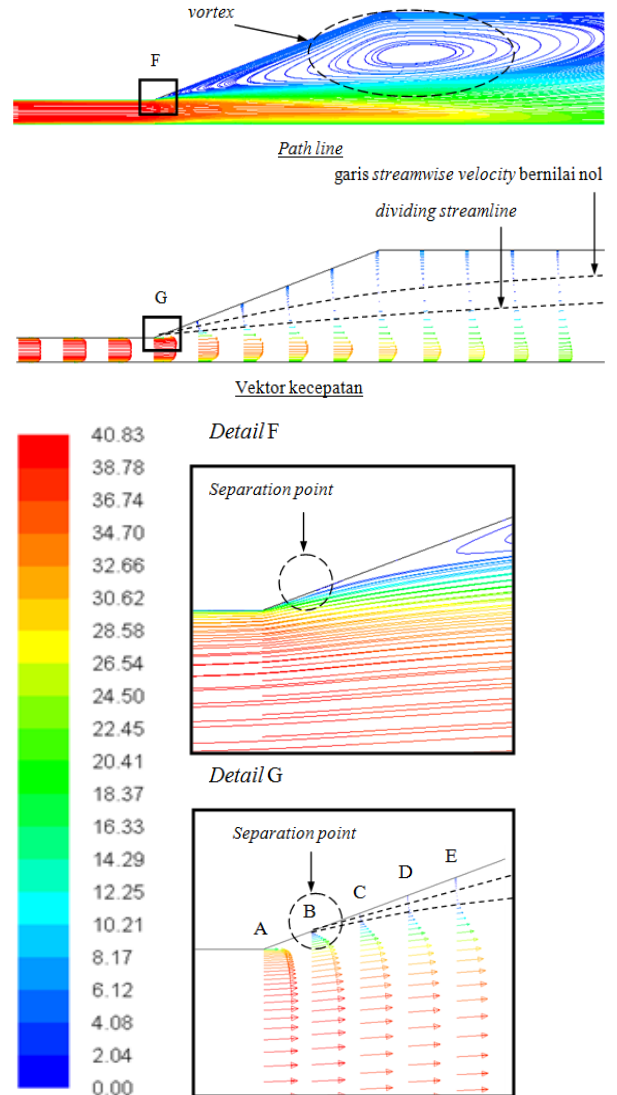 vortex
F
Path line
garis streamwise velocity bernilai nol
dividing streamline
G
Vektor kecepatan
40.83
38.78
36.74
34.70
32.66
30.62
28.58
26.54
24.50
22.45
20.41
18.37
16.33
14.29
12.25
10.21
8.17
6.12
4.08
2.04
0.00
Detail F
Separation point
Detail G
Separation point
A
B
C
D
E